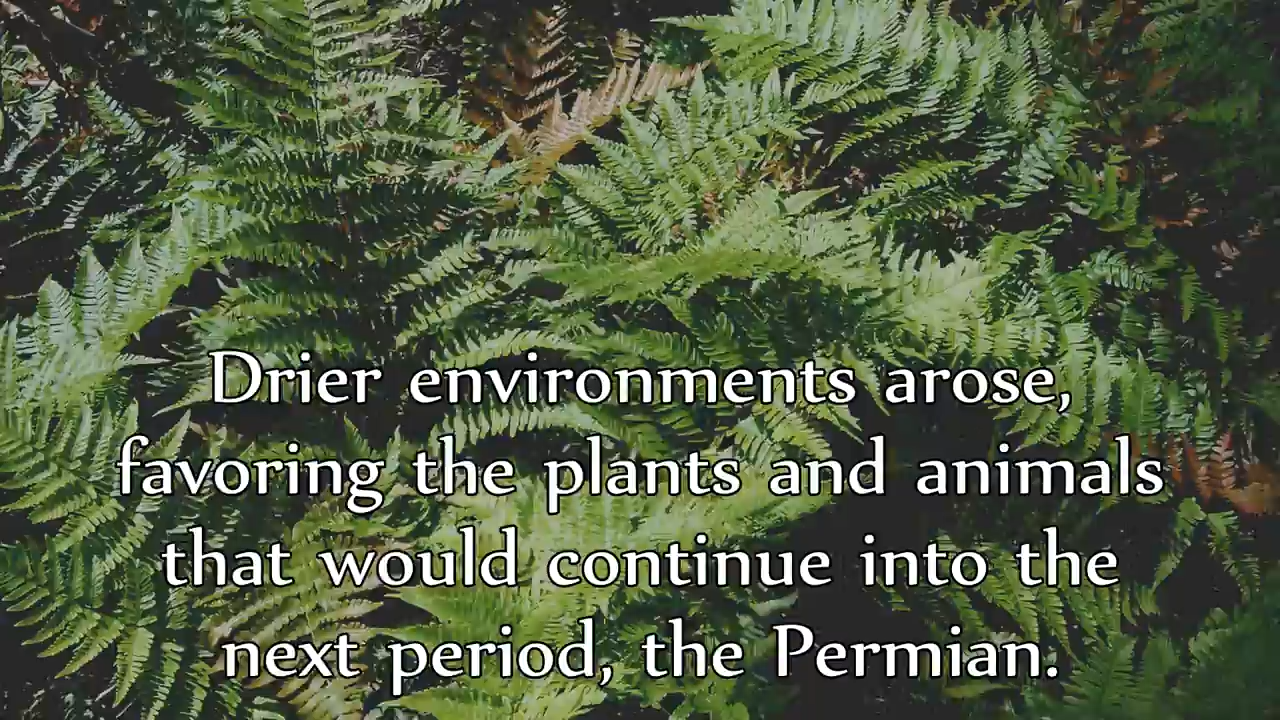 Drier environments arose,
favoring the plants and animals
that would continue into the
next period, the Permian.